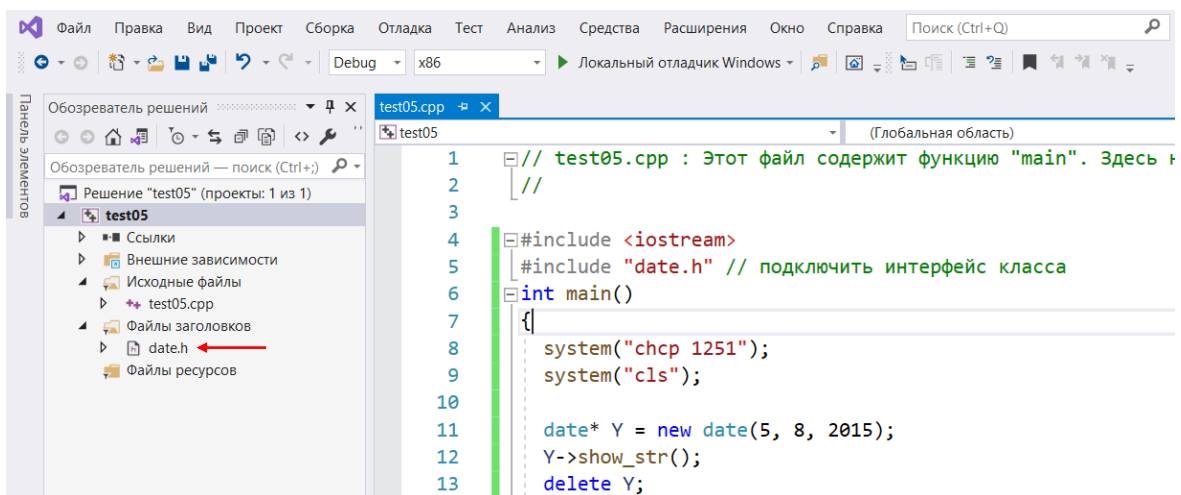 Файл Правка Вид Проект Сборка Отладка Тест Анализ Средства Расширения Окно Справка Поиск (Ctrl+Q)
Debug x86 Локальный отладчик Windows
Панель элементов
Обозреватель решений
Обозреватель решений — поиск (Ctrl+;)
Решение "test05" (проекты: 1 из 1)
test05
Ссылки
Внешние зависимости
Исходные файлы
test05.cpp
Файлы заголовков
date.h
Файлы ресурсов
test05.cpp
test05 (Глобальная область)
1 // test05.cpp : Этот файл содержит функцию "main". Здесь
2 //
3
4 #include <iostream>
5 #include "date.h" // подключить интерфейс класса
6 int main()
7 {
8 system("chcp 1251");
9 system("cls");
10
11 date* Y = new date(5, 8, 2015);
12 Y->show_str();
13 delete Y;